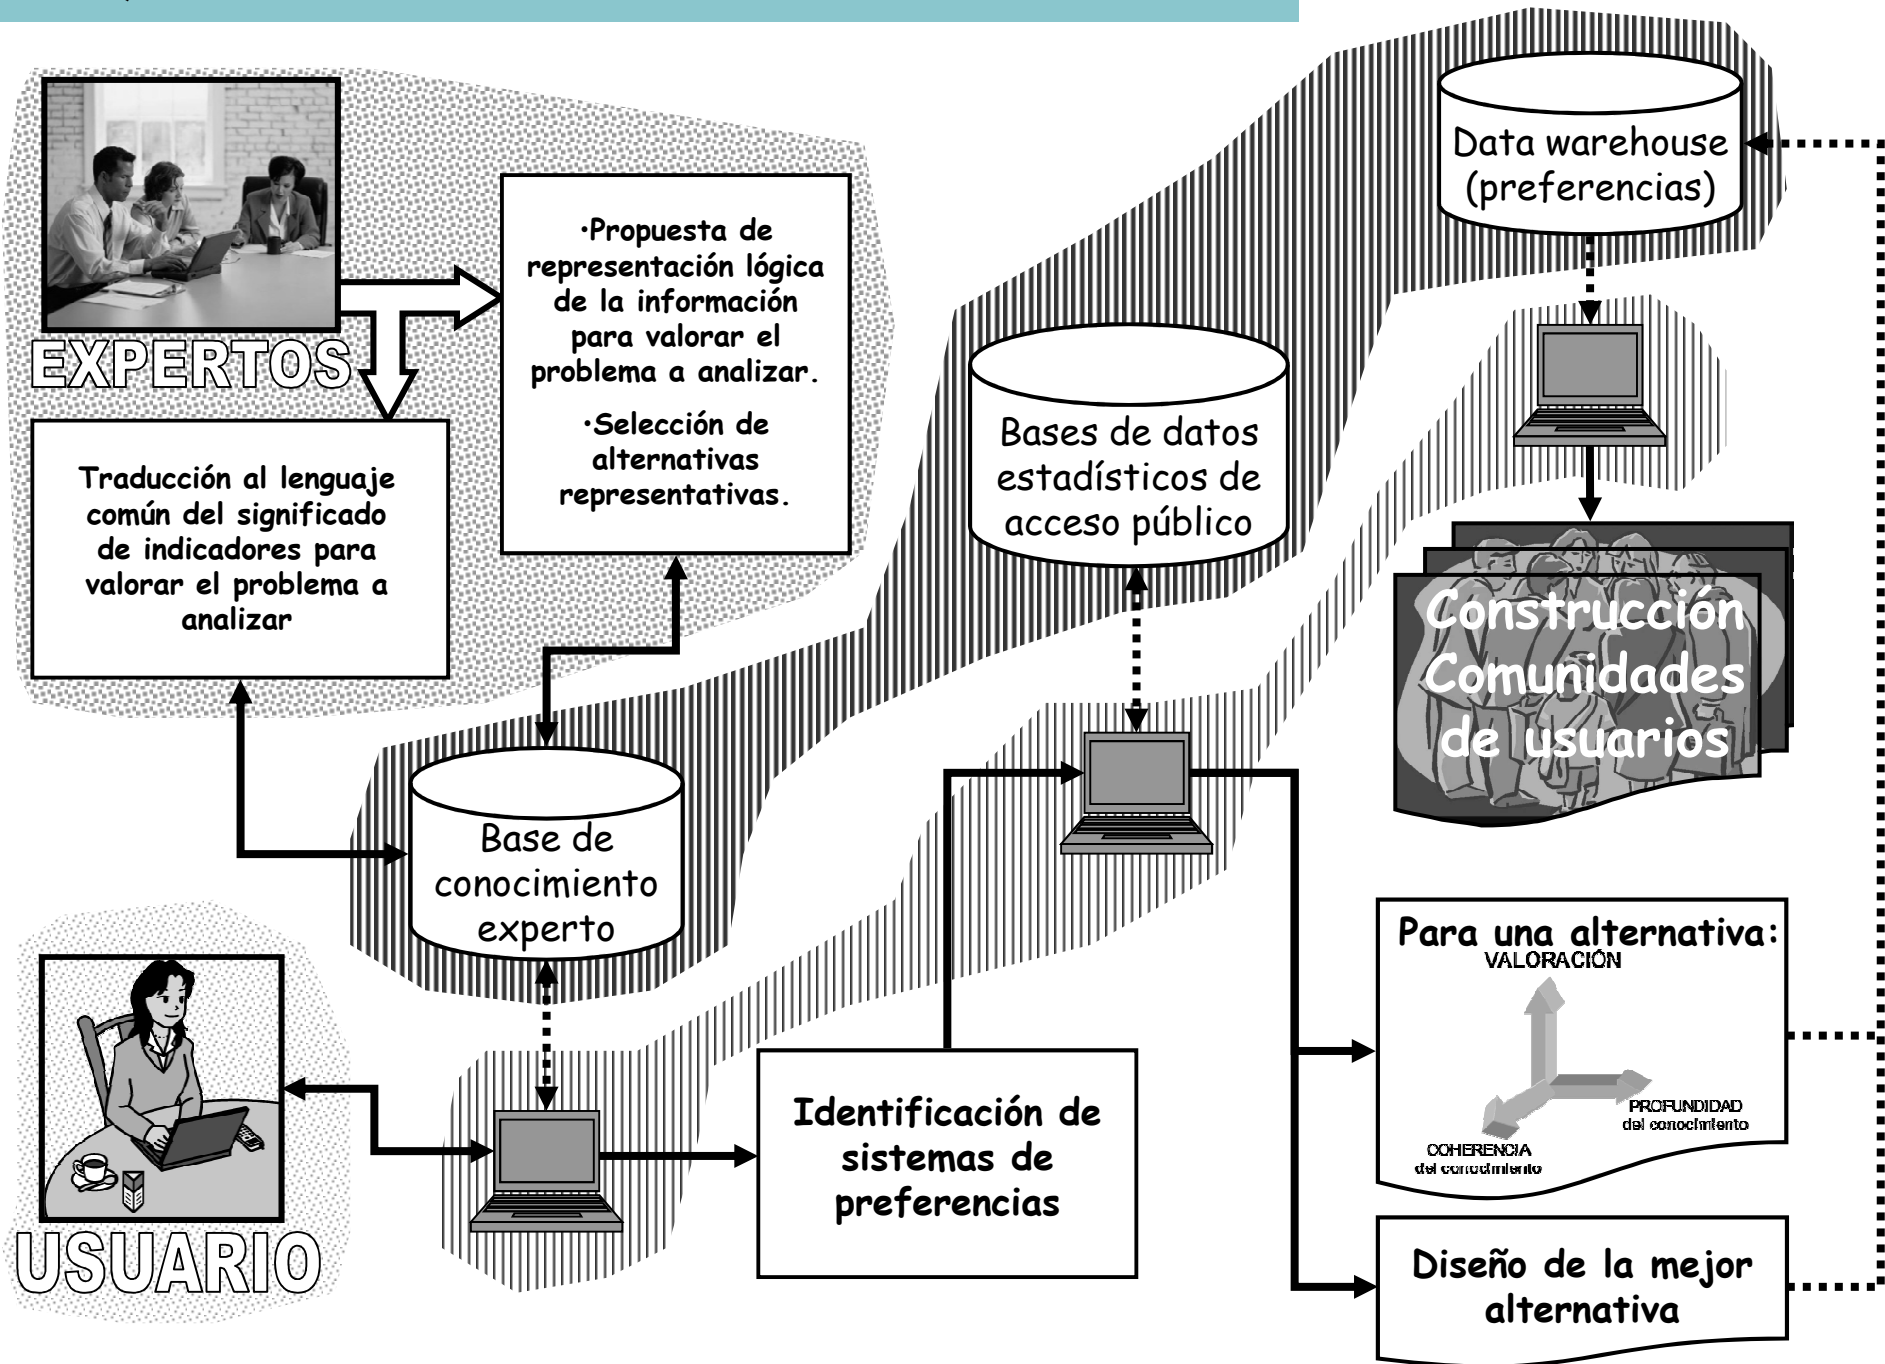 EXPERTOS
•Propuesta de
representación lógica
de la información
para valorar el
problema a analizar.
•Selección de
alternativas
representativas.
Traducción al lenguaje
común del significado
de indicadores para
valorar el problema a
analizar
Data warehouse
(preferencias)
Bases de datos
estadísticos de
acceso público
Construcción
Comunidades
de usuarios
Base de
conocimiento
experto
USUARIO
Identificación de
sistemas de
preferencias
Para una alternativa:
VALORACIÓN
PROFUNDIDAD
del conocimiento
COHERENCIA
del conocimiento
Diseño de la mejor
alternativa